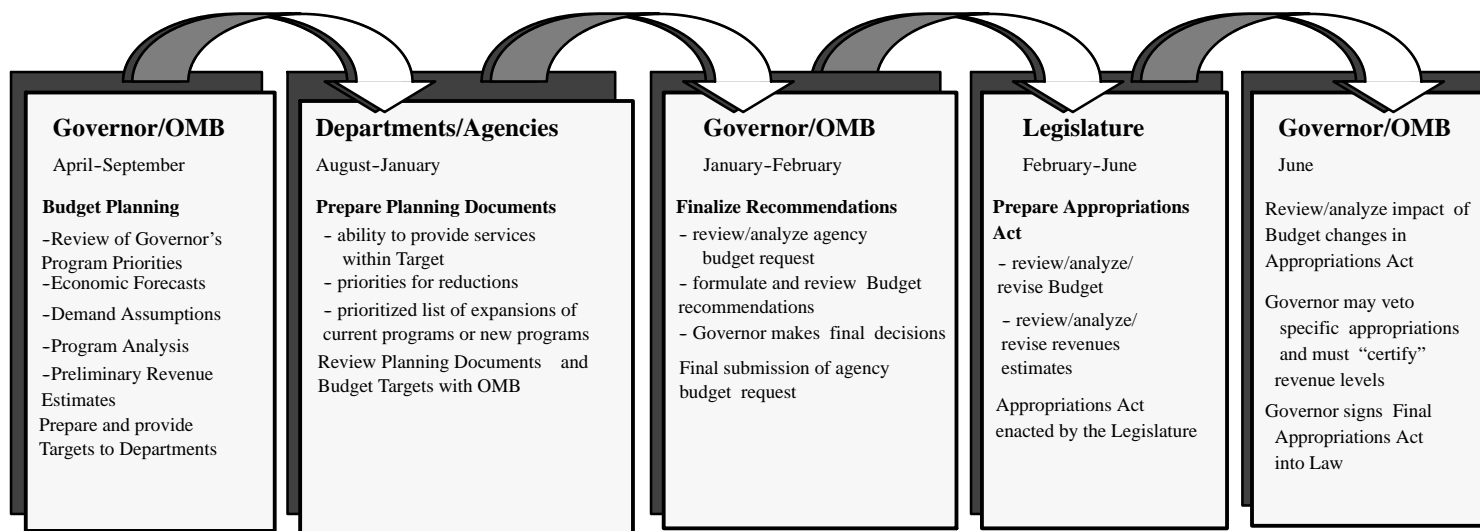 Governor/OMB
April-September
Budget Planning
-Review of Governor's
Program Priorities
-Economic Forecasts
-Demand Assumptions
-Program Analysis
-Preliminary Revenue
Estimates
Prepare and provide
Targets to Departments
Departments/Agencies
August-January
Prepare Planning Documents
- ability to provide services
within Target
- priorities for reductions
- prioritized list of expansions of
current programs or new programs
Review Planning Documents and
Budget Targets with OMB
Governor/OMB
January-February
Finalize Recommendations
- review/analyze agency
budget request
- formulate and review Budget
recommendations
- Governor makes final decisions
Final submission of agency
budget request
Legislature
February-June
Prepare Appropriations
Act
- review/analyze/
revise Budget
- review/analyze/
revise revenues
estimates
Appropriations Act
enacted by the Legislature
Governor/OMB
June
Review/analyze impact of
Budget changes in
Appropriations Act
Governor may veto
specific appropriations
and must “certify”
revenue levels
Governor signs Final
Appropriations Act
into Law